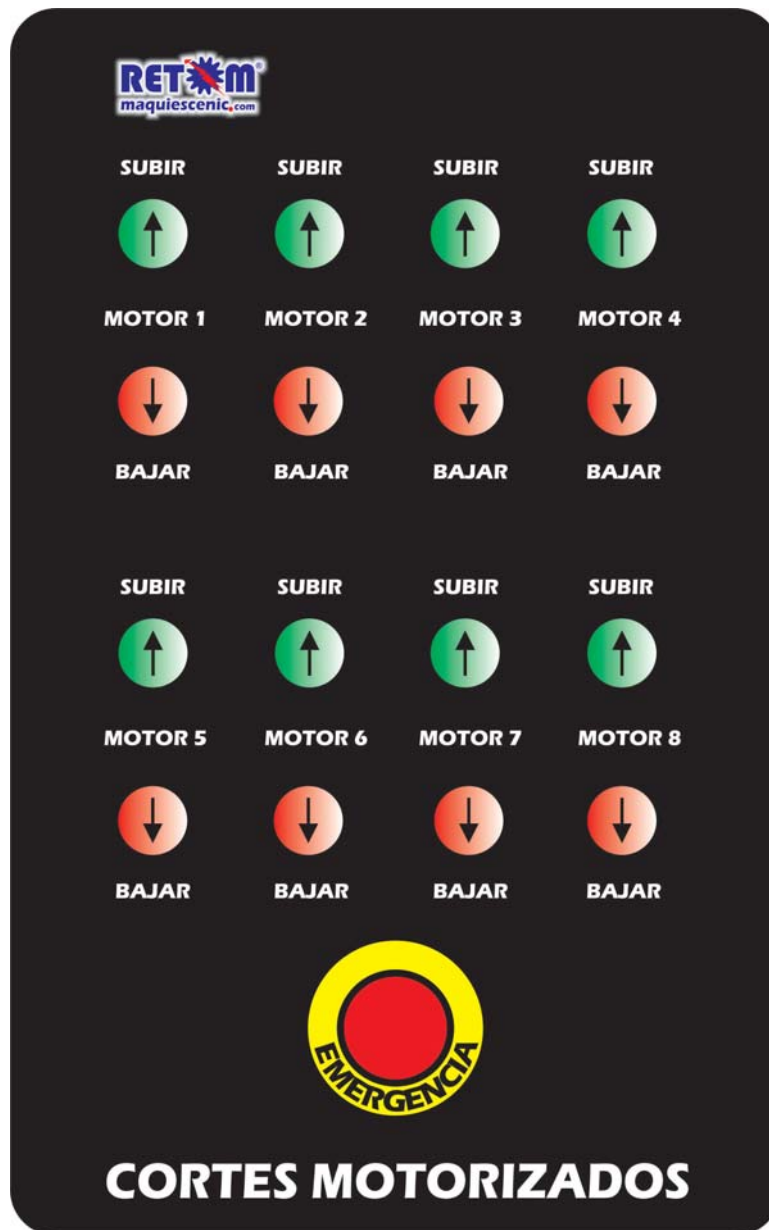 RETOM®
maquiescenic.com
SUBIR SUBIR SUBIR SUBIR
MOTOR 1 MOTOR 2 MOTOR 3 MOTOR 4
BAJAR BAJAR BAJAR BAJAR
SUBIR SUBIR SUBIR SUBIR
MOTOR 5 MOTOR 6 MOTOR 7 MOTOR 8
BAJAR BAJAR BAJAR BAJAR
EMERGENCIA
CORTES MOTORIZADOS